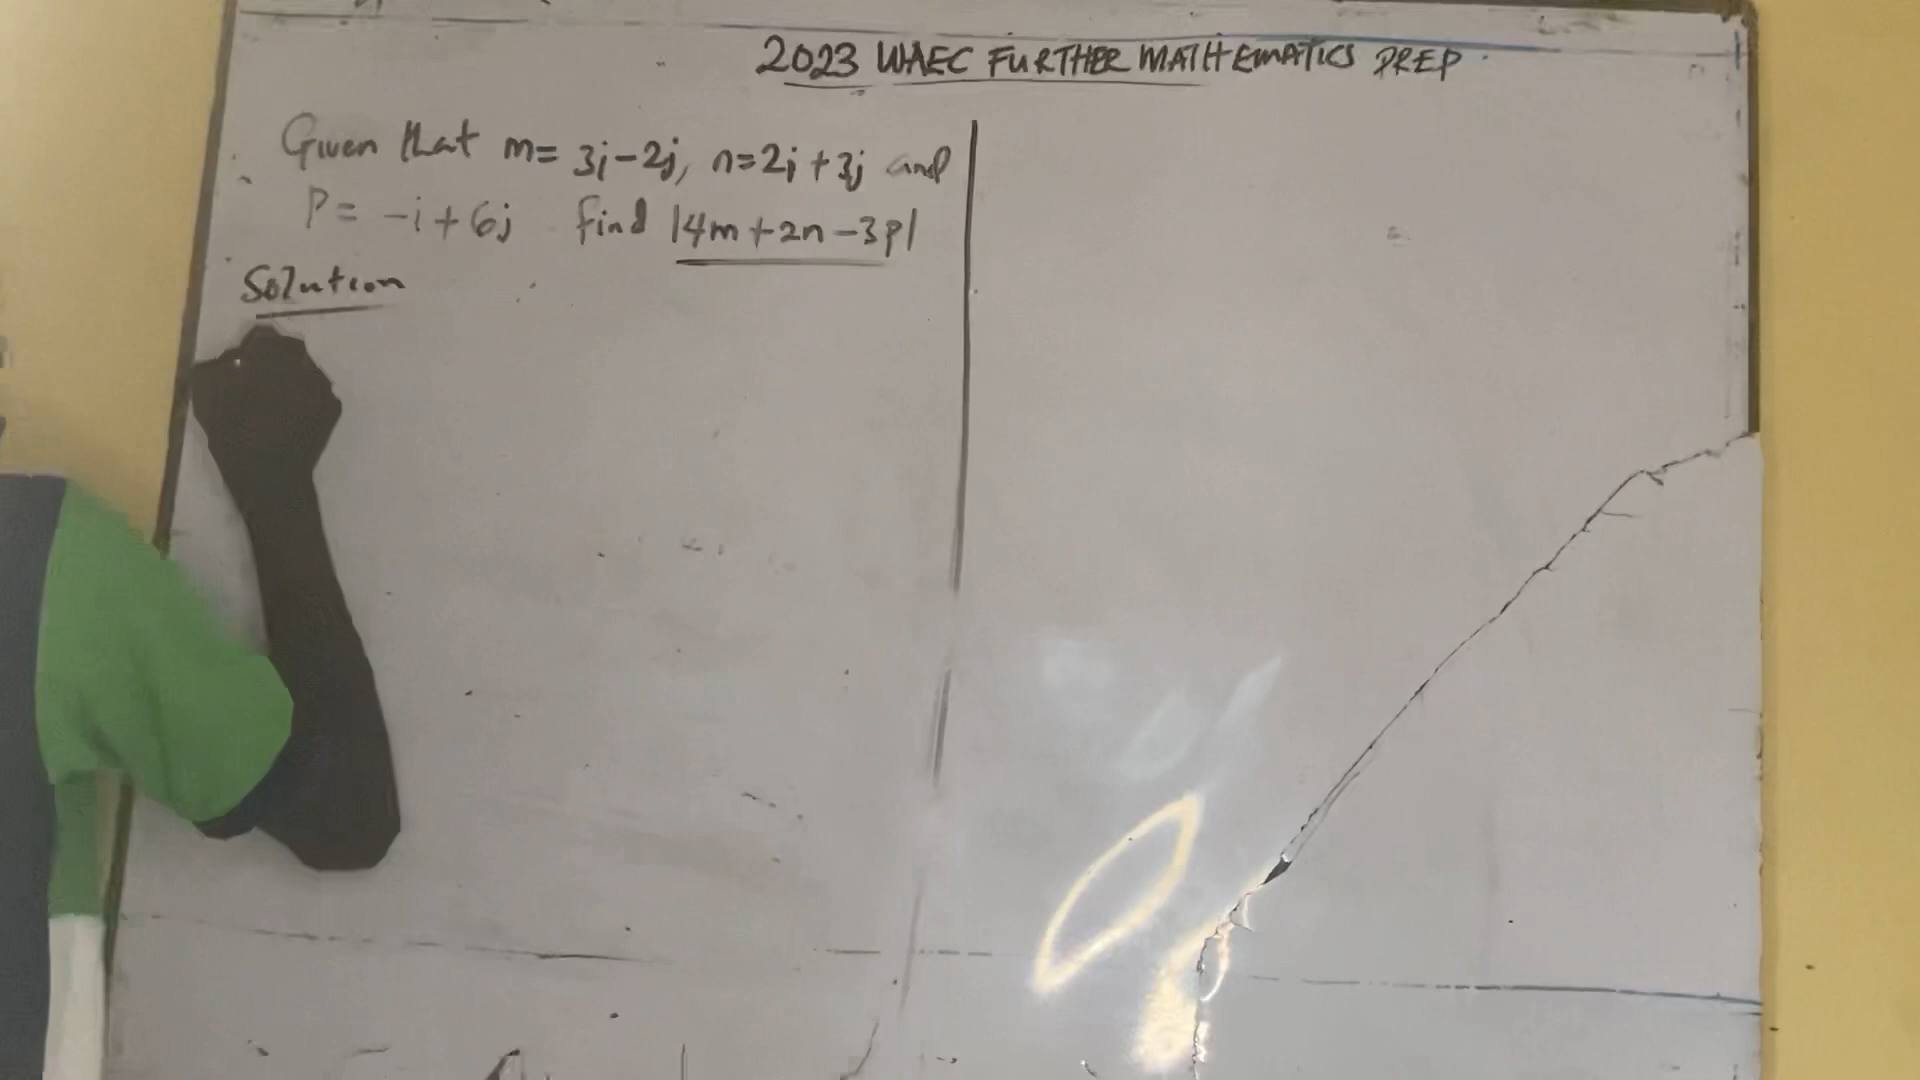 2023 WAEC FURTHER MATHEMATICS PREP
Given that m= 3i-2j, n=2i+3j and
P= -i+6j find |4m+2n-3p|
Solution